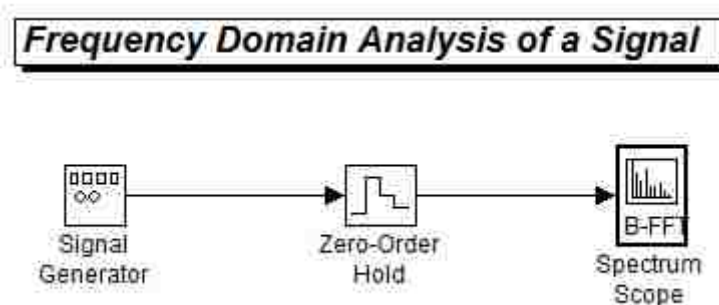 Frequency Domain Analysis of a Signal
Signal
Generator
Zero-Order
Hold
B-FFT
Spectrum
Scope